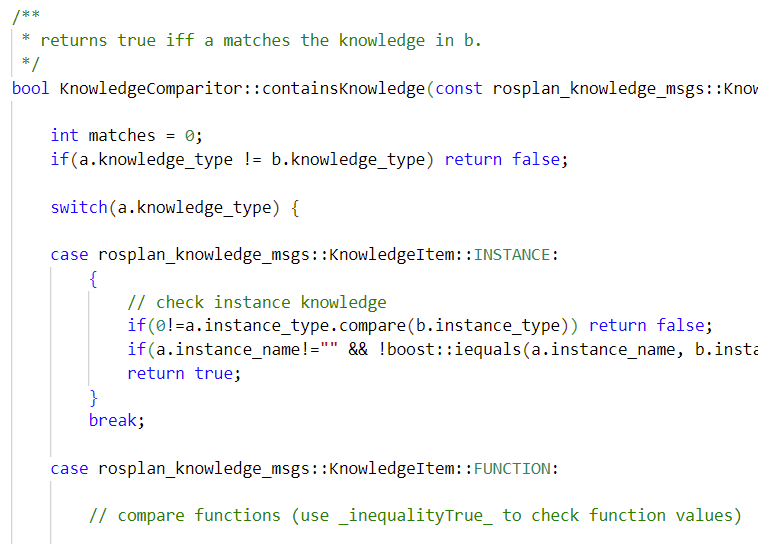 /**
* returns true iff a matches the knowledge in b.
*/
bool KnowledgeComparitor::containsKnowledge(const rosplan_knowledge_msgs::Know
int matches = 0;
if(a.knowledge_type != b.knowledge_type) return false;
switch(a.knowledge_type) {
case rosplan_knowledge_msgs::KnowledgeItem::INSTANCE:
{
// check instance knowledge
if(0!=a.instance_type.compare(b.instance_type)) return false;
if(a.instance_name!="" && !boost::iequals(a.instance_name, b.insta
return true;
}
break;
case rosplan_knowledge_msgs::KnowledgeItem::FUNCTION:
// compare functions (use _inequalityTrue_ to check function values)